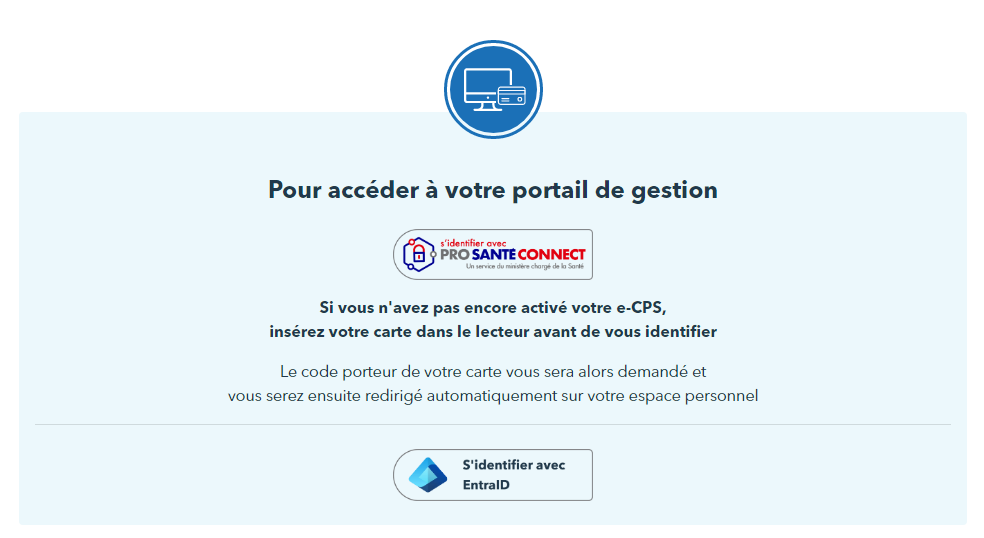 Pour accéder à votre portail de gestion
s'identifier avec
PRO SANTÉ CONNECT
Un service du ministère chargé de la Santé
Si vous n'avez pas encore activé votre e-CPS,
insérez votre carte dans le lecteur avant de vous identifier
Le code porteur de votre carte vous sera alors demandé et
vous serez ensuite redirigé automatiquement sur votre espace personnel
S'identifier avec
EntraID